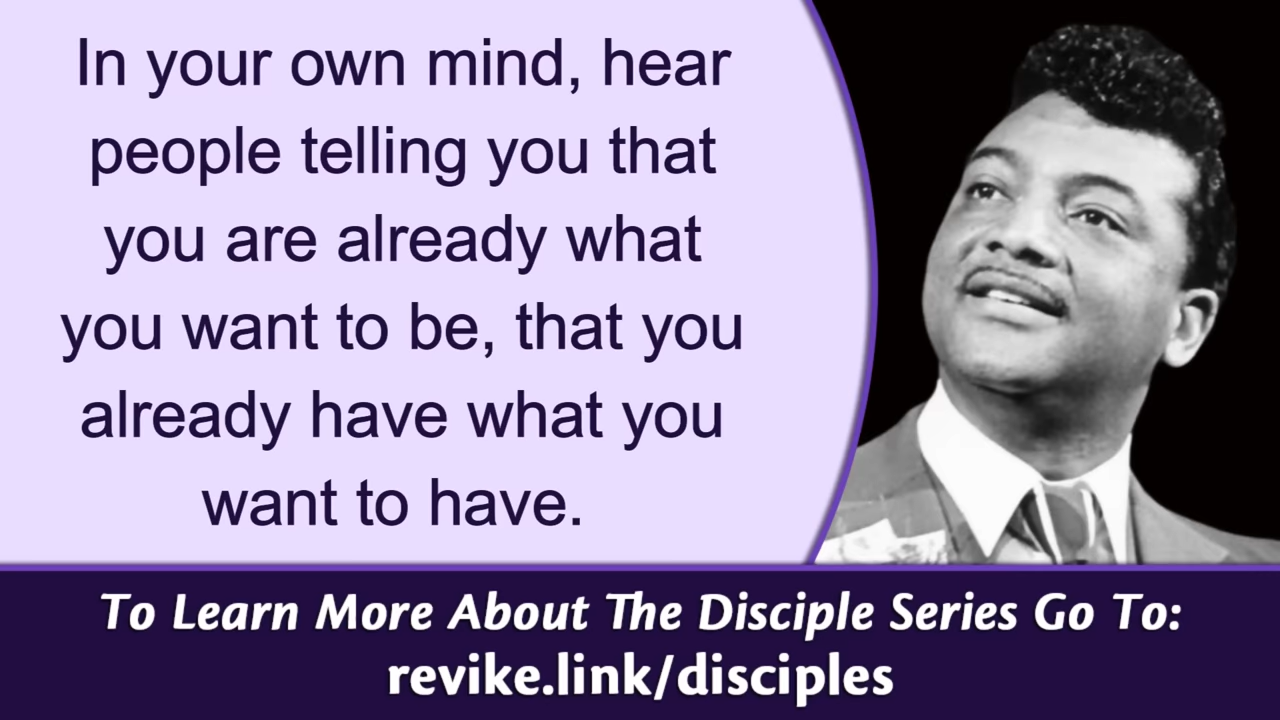 In your own mind, hear
people telling you that
you are already what
you want to be, that you
already have what you
want to have.
To Learn More About The Disciple Series Go To:
revike.link/disciples